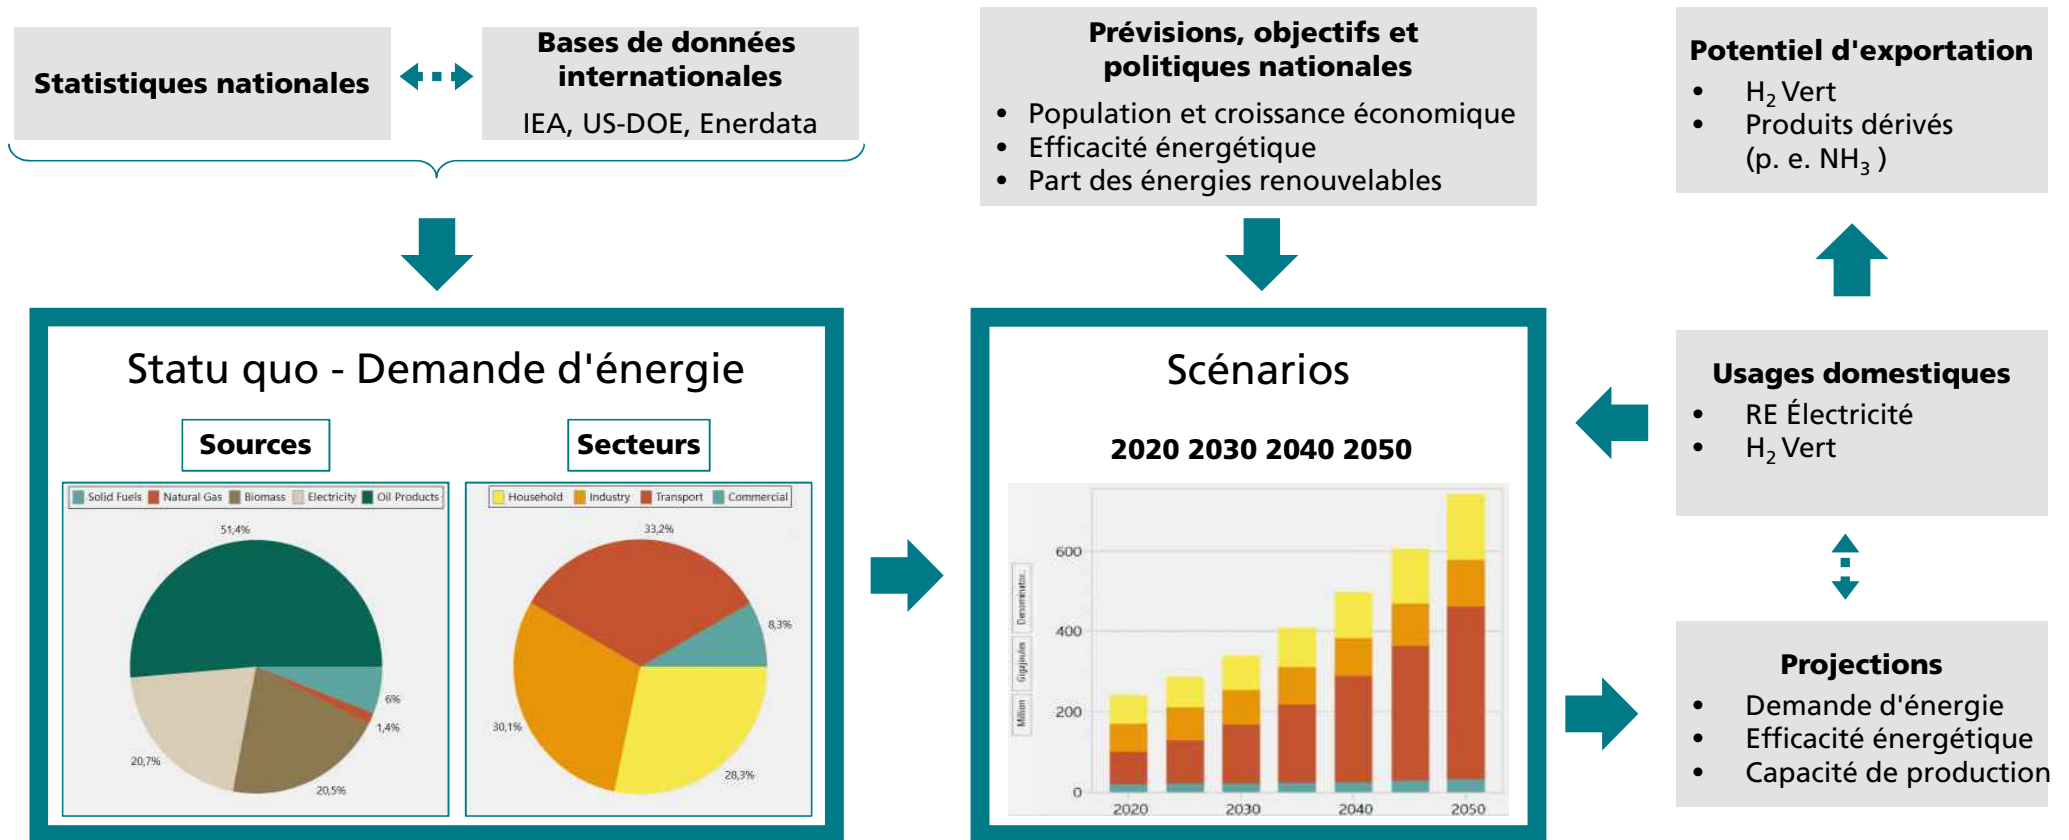 Statistiques nationales
Bases de données
internationales
IEA, US-DOE, Enerdata
Prévisions, objectifs et
politiques nationales
• Population et croissance économique
• Efficacité énergétique
• Part des énergies renouvelables
Potentiel d'exportation
• H₂ Vert
• Produits dérivés
(p. e. NH₃ )
Statu quo - Demande d'énergie
Sources
Solid Fuels Natural Gas Biomass Electricity Oil Products
51,4%
6%
1,4%
20,7%
20,5%
Secteurs
Household Industry Transport Commercial
33,2%
8,3%
30,1%
28,3%
Scénarios
2020 2030 2040 2050
Million Gigajoules Denominator..
600
400
200
0
2020 2030 2040 2050
Usages domestiques
• RE Électricité
• H₂ Vert
Projections
• Demande d'énergie
• Efficacité énergétique
• Capacité de production